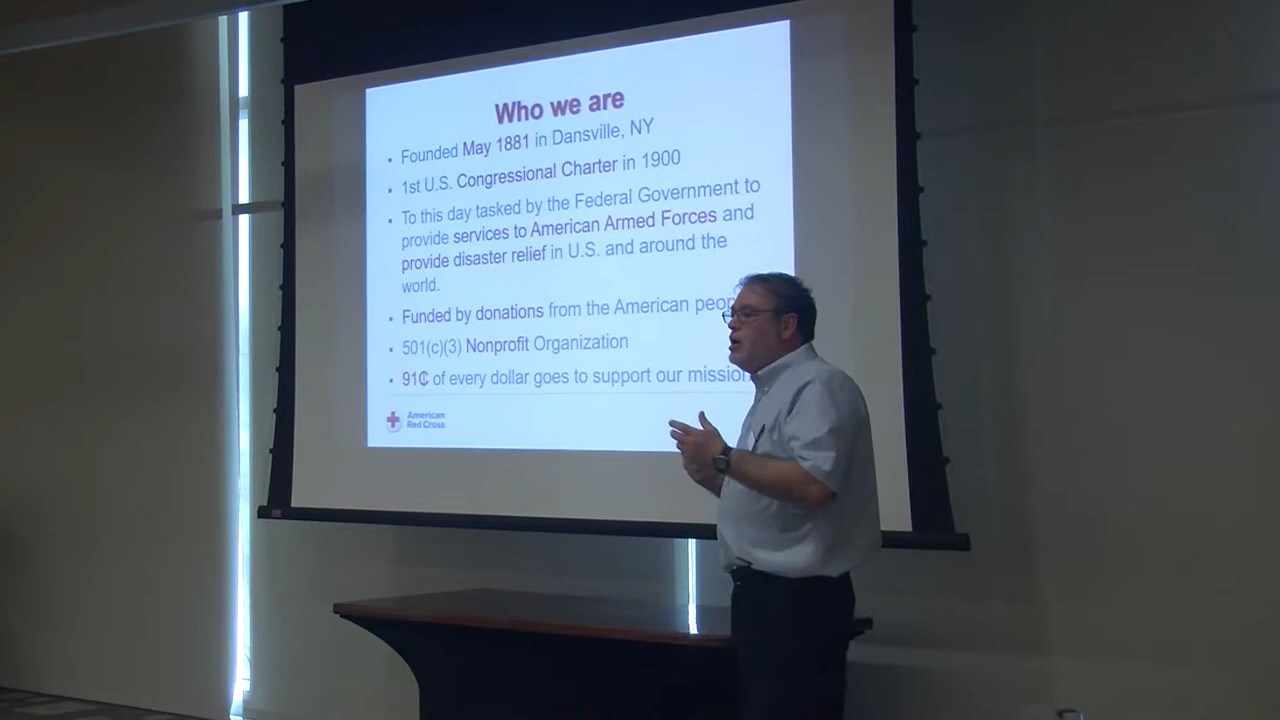 Who we are
• Founded May 1881 in Dansville, NY
• 1st U.S. Congressional Charter in 1900
• To this day tasked by the Federal Government to
provide services to American Armed Forces and
provide disaster relief in U.S. and around the
world.
• Funded by donations from the American peop
• 501(c)(3) Nonprofit Organization
• 91₵ of every dollar goes to support our mission
American
Red Cross